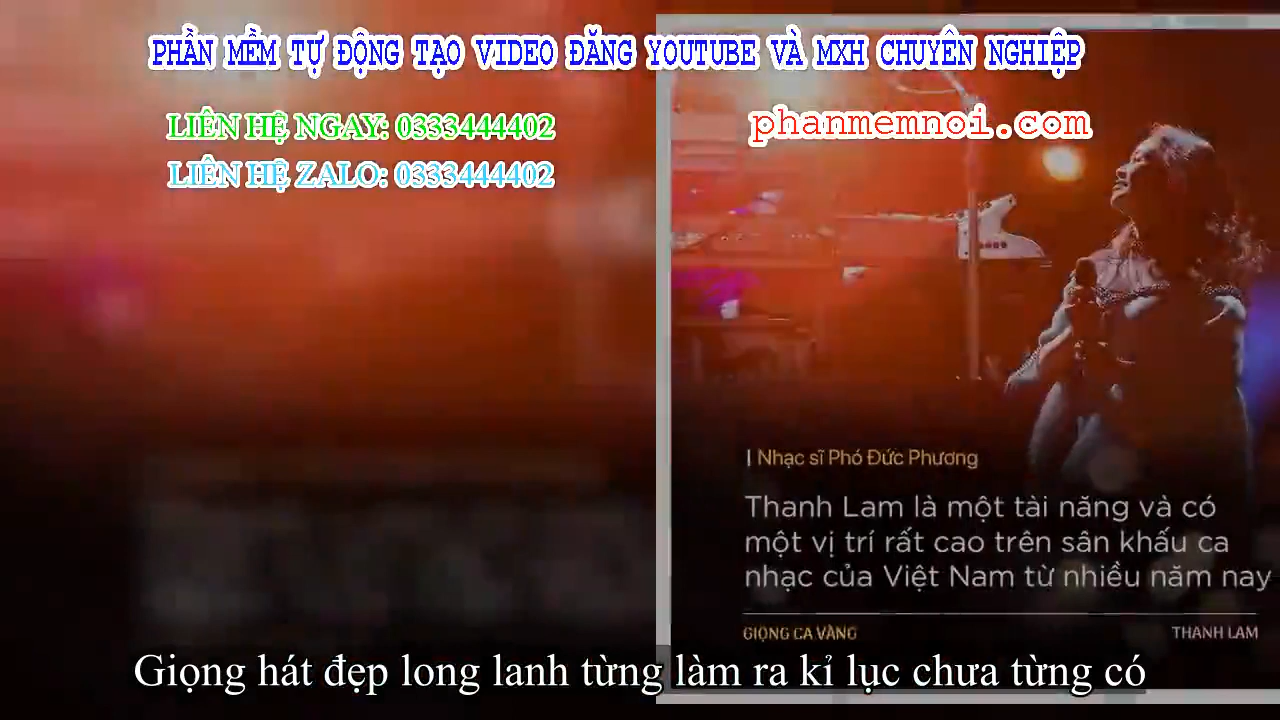 PHẦN MỀM TỰ ĐỘNG TẠO VIDEO ĐĂNG YOUTUBE VÀ MXH CHUYÊN NGHIỆP
LIÊN HỆ NGAY: 0333444402
phanmemnoi.com
LIÊN HỆ ZALO: 0333444402
| Nhạc sĩ Phó Đức Phương
Thanh Lam là một tài năng và có
một vị trí rất cao trên sân khấu ca
nhạc của Việt Nam từ nhiều năm nay
GIỌNG CA VÀNG
THANH LAM
Giọng hát đẹp long lanh từng làm ra kỉ lục chưa từng có